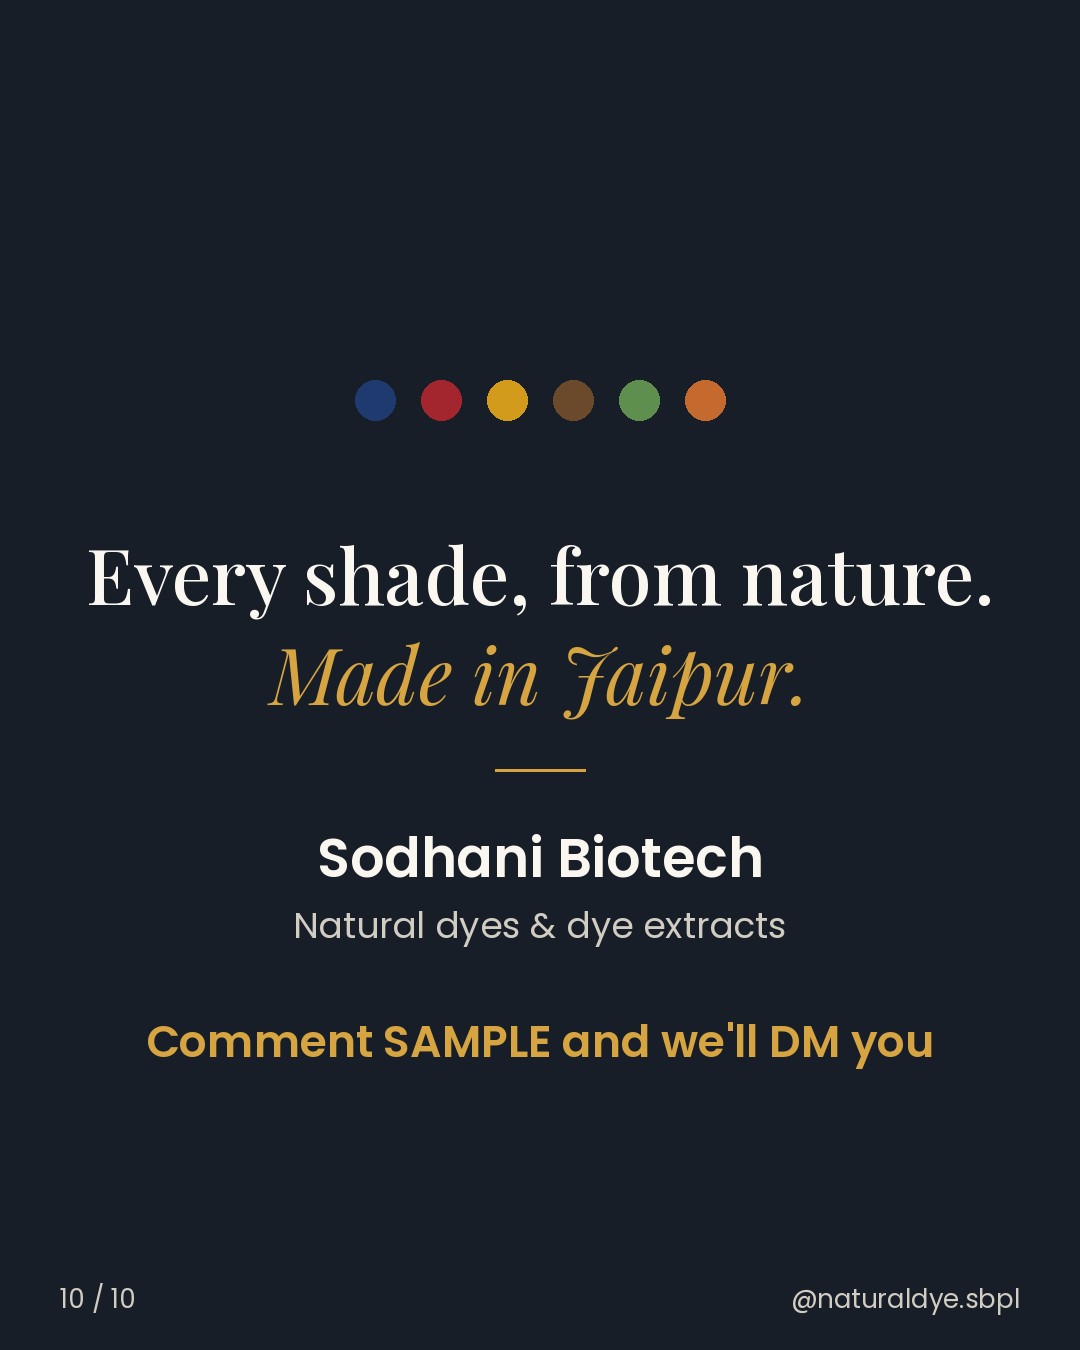 Every shade, from nature.
Made in Jaipur.
Sodhani Biotech
Natural dyes & dye extracts
Comment SAMPLE and we'll DM you
10 / 10
@naturaldye.sbpl